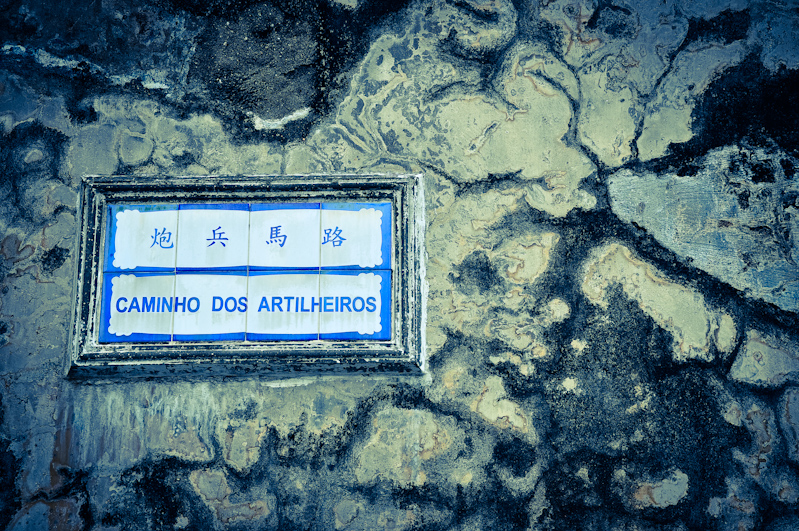 炮兵馬路
CAMINHO DOS ARTILHEIROS